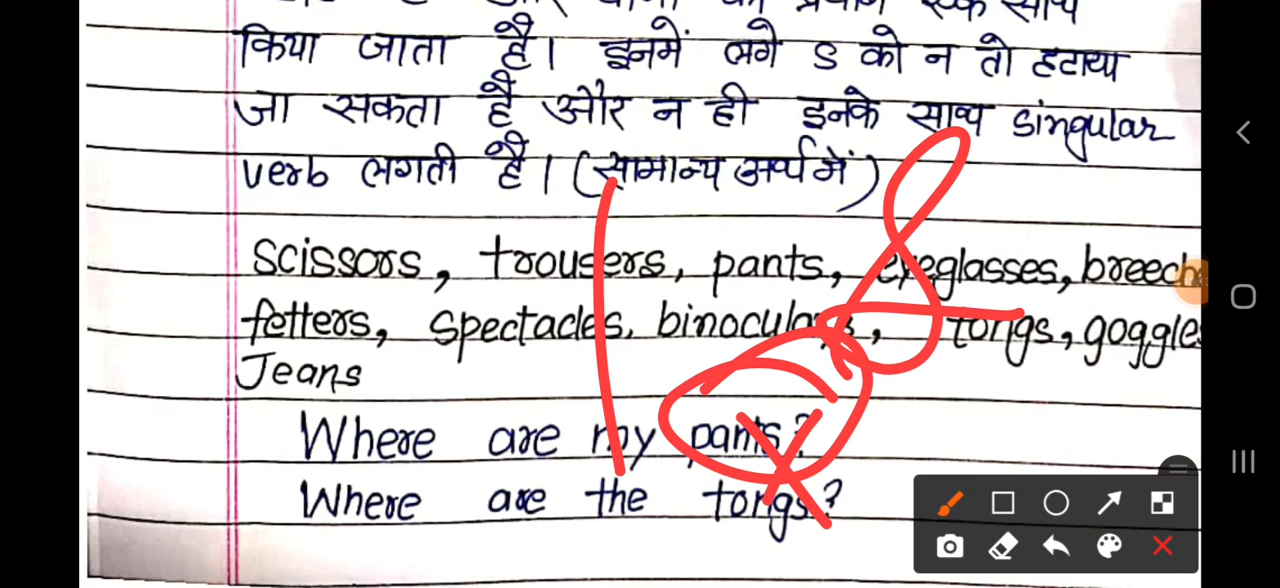 किया जाता है। इनमें लगे s को न तो हटाया
जा सकता है और न ही इनके साथ singular
verb लगती है। (सामान्य अर्थ में)
Scissors, trousers, pants, eyeglasses, breech
fetters, Spectacles, binoculars, tongs, goggles
Jeans
Where are my pants?
Where are the tongs?